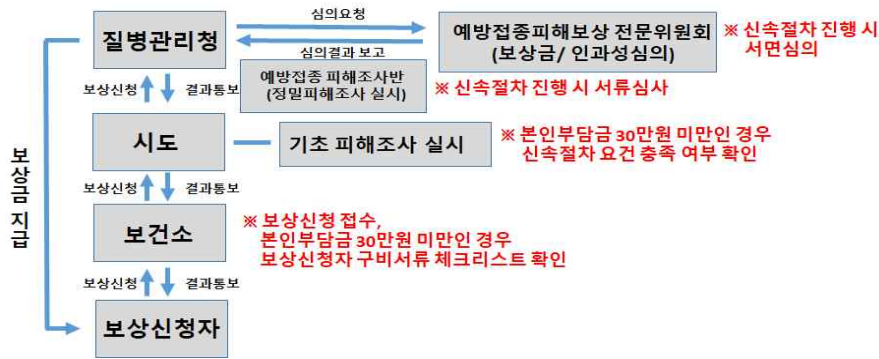 심의요청
질병관리청
예방접종피해보상 전문위원회
(보상금/ 인과성심의)
※ 신속절차 진행 시
서면심의
심의결과 보고
예방접종 피해조사반
(정밀피해조사 실시)
※ 신속절차 진행 시 서류심사
보상신청
결과통보
시도
기초 피해조사 실시
※ 본인부담금 30만원 미만인 경우
신속절차 요건 충족 여부 확인
보상금 지급
보상신청
결과통보
보건소
※ 보상신청 접수,
본인부담금 30만원 미만인 경우
보상신청자 구비서류 체크리스트 확인
보상신청
결과통보
보상신청자